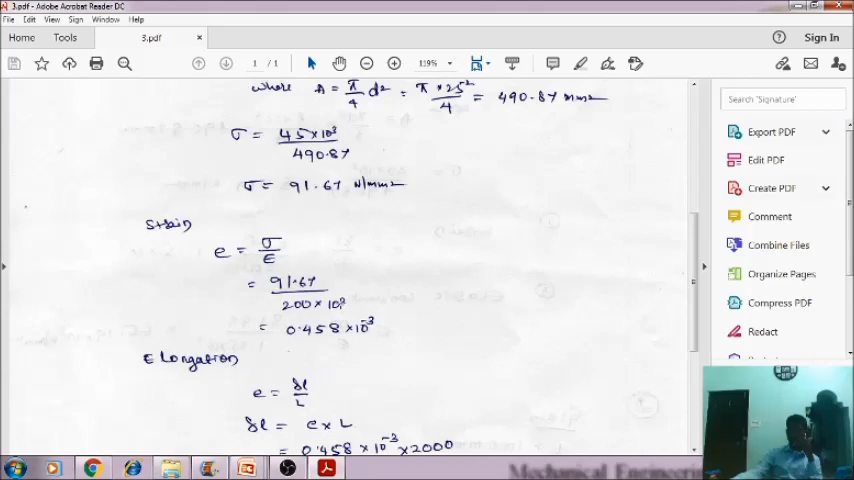 3.pdf - Adobe Acrobat Reader DC
File Edit View Sign Window Help
Home Tools 3.pdf × Sign In
1 / 1 119%
where A = π/4 d² = π × 25²/4 = 490.87 mm²
σ = 45×10³/490.87
σ = 91.67 N/mm²
Strain
e = σ/E
= 91.67/200×10³
= 0.458×10⁻³
Elongation
e = δl/L
δl = e × L
= 0.458 × 10⁻³ × 2000
Search 'Signature'
Export PDF
Edit PDF
Create PDF
Comment
Combine Files
Organize Pages
Compress PDF
Redact
Mechanical Engineering